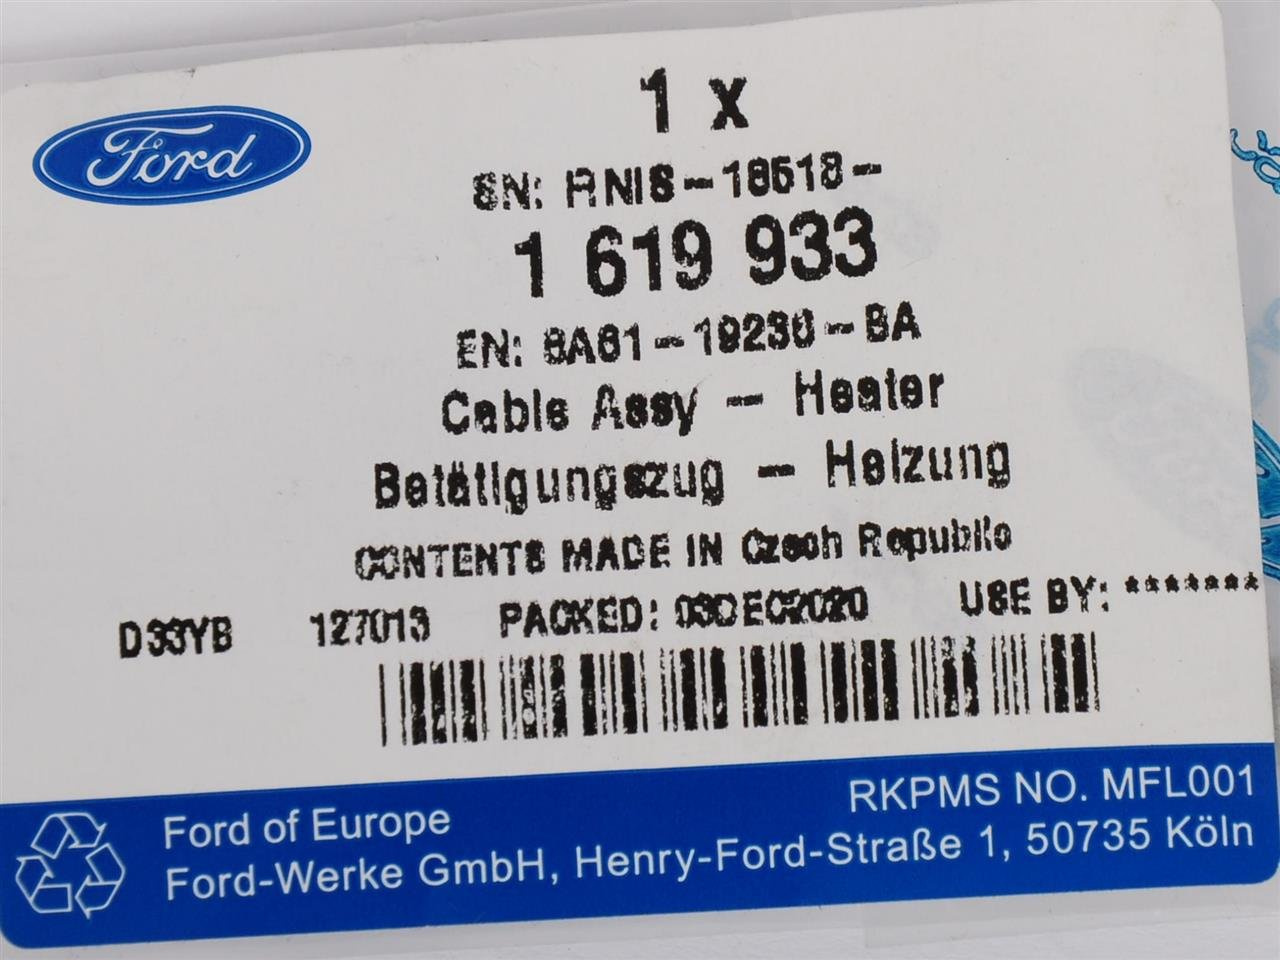 Ford
1 x
SN: RNIS-18518-
1 619 933
EN: 8A61-19230-BA
Cable Assy - Heater
Betätigungszug - Heizung
CONTENTS MADE IN Czech Republic
D33YB 127013 PACKED: 03DEC2020 USE BY: *******
RKPMS NO. MFL001
Ford of Europe
Ford-Werke GmbH, Henry-Ford-Straße 1, 50735 Köln